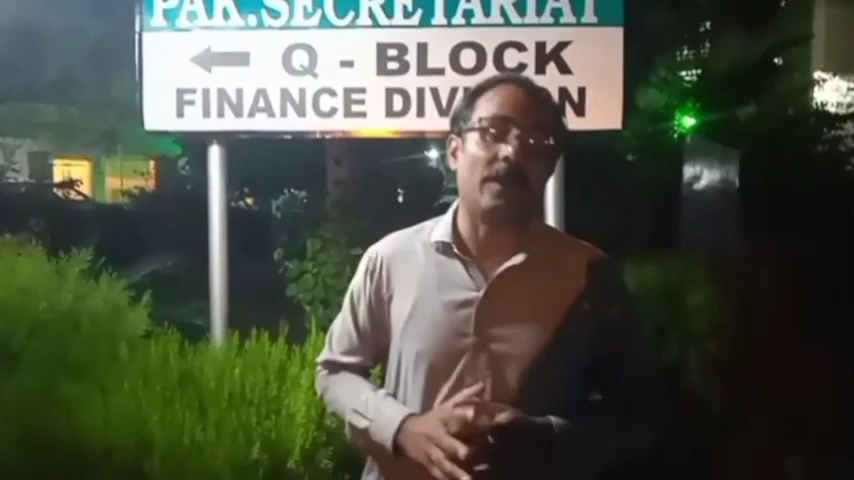 PAK.SECRETARIAT
← Q - BLOCK
FINANCE